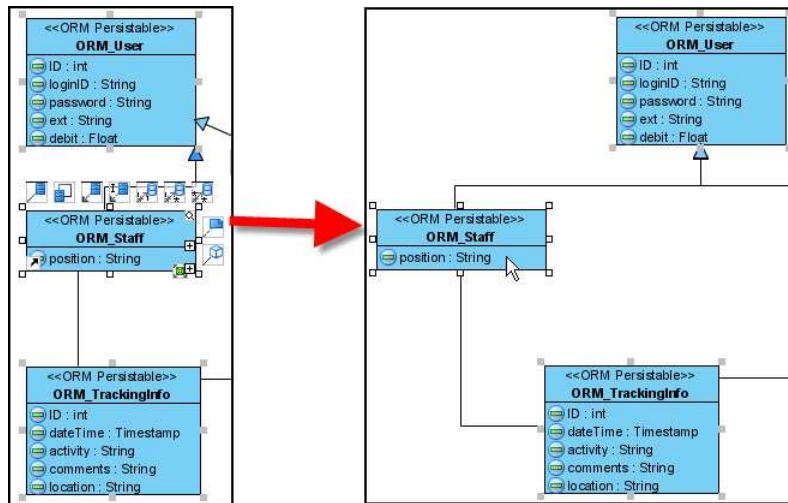 <<ORM Persistable>>
ORM_User
ID : int
loginID : String
password : String
ext : String
debit : Float
<<ORM Persistable>>
ORM_Staff
position : String
<<ORM Persistable>>
ORM_TrackingInfo
ID : int
dateTime : Timestamp
activity : String
comments : String
location : String
<<ORM Persistable>>
ORM_User
ID : int
loginID : String
password : String
ext : String
debit : Float
<<ORM Persistable>>
ORM_Staff
position : String
<<ORM Persistable>>
ORM_TrackingInfo
ID : int
dateTime : Timestamp
activity : String
comments : String
location : String